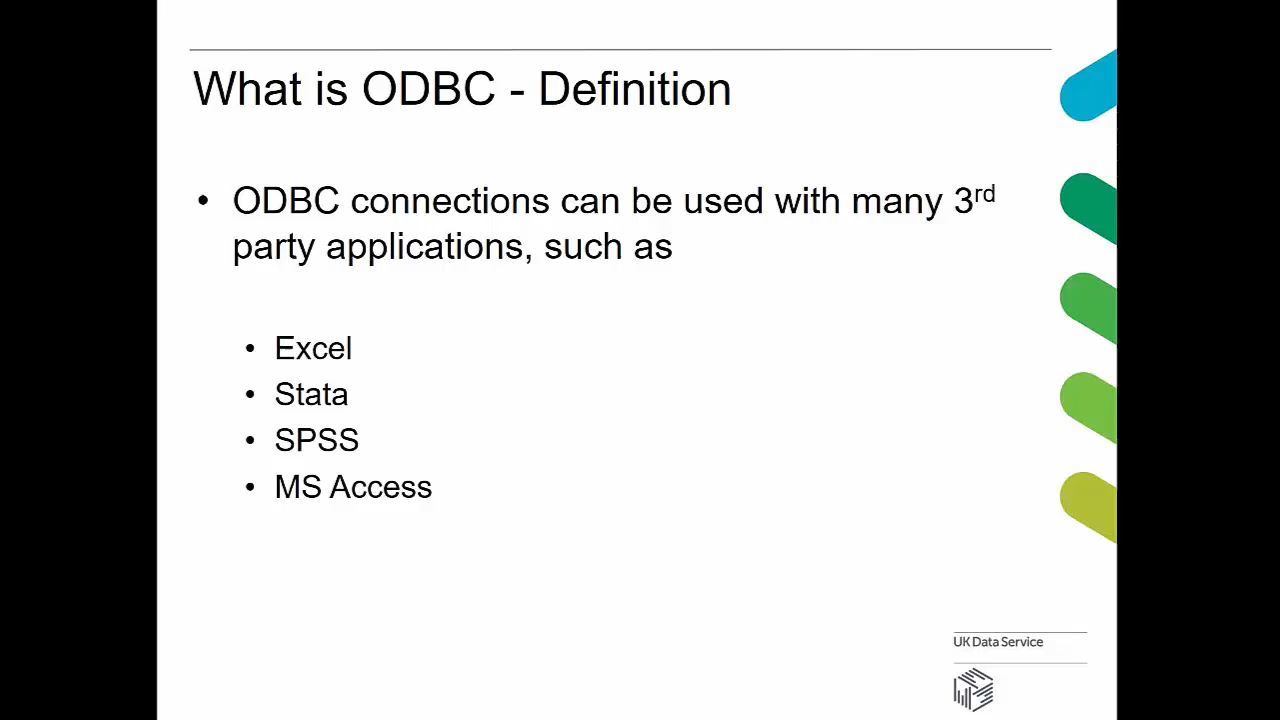 What is ODBC - Definition
• ODBC connections can be used with many 3rd
party applications, such as
• Excel
• Stata
• SPSS
• MS Access
UK Data Service